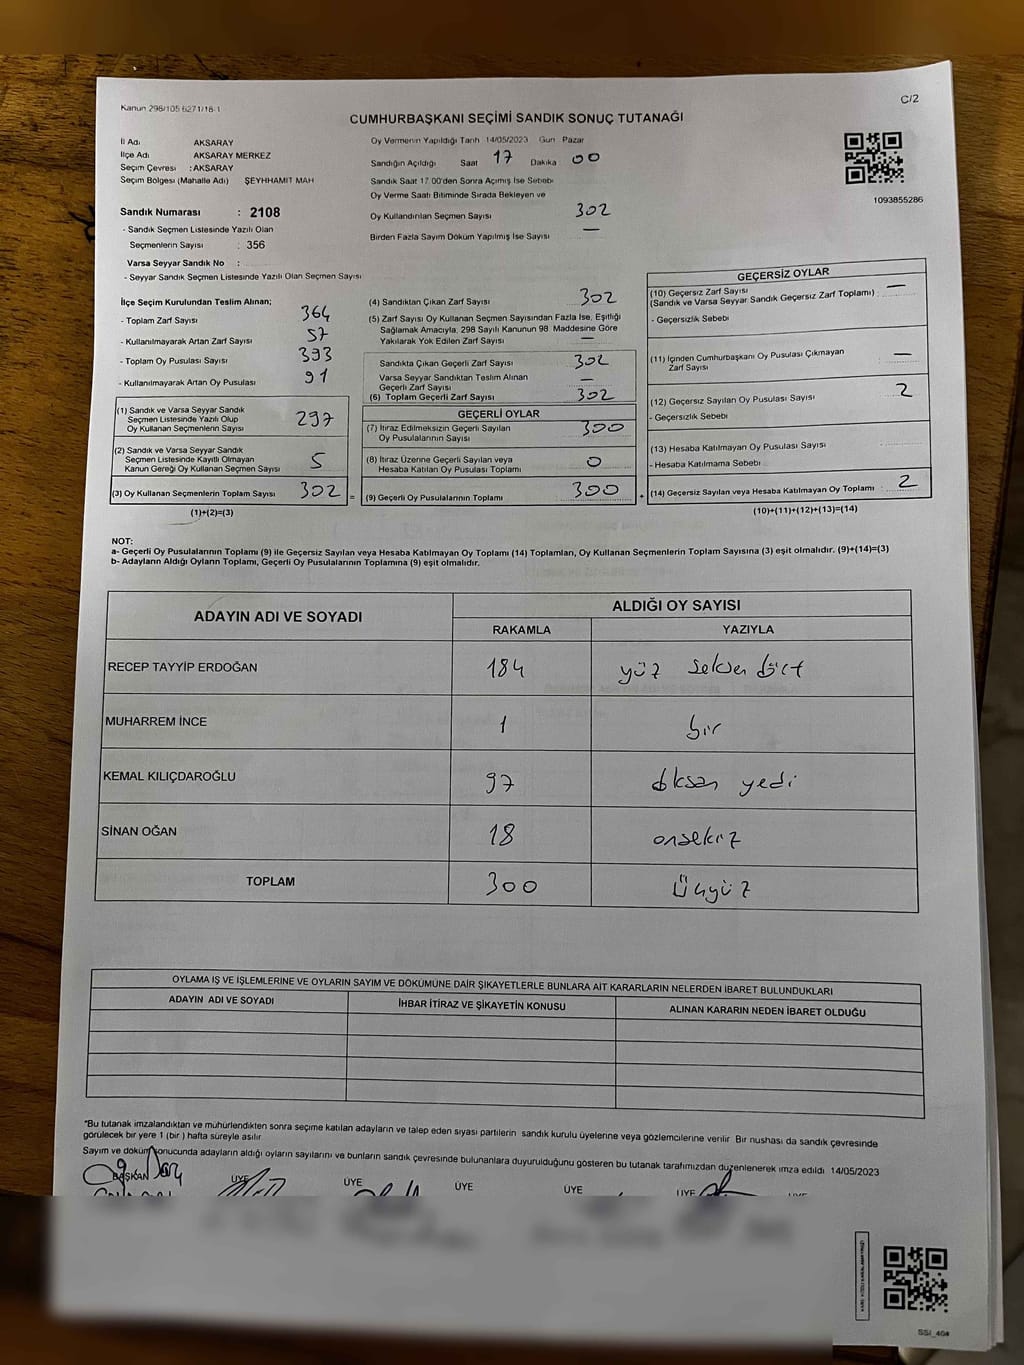 Kanun 298/105 6271/18-1
C/2
CUMHURBAŞKANI SEÇİMİ SANDIK SONUÇ TUTANAĞI
İl Adı AKSARAY
İlçe Adı AKSARAY MERKEZ
Seçim Çevresi : AKSARAY
Seçim Bölgesi (Mahalle Adı) ŞEYHHAMİT MAH
Oy Vermenin Yapıldığı Tarih 14/05/2023 Gün Pazar
Sandığın Açıldığı Saat 17 Dakika 00
Sandık Saat 17.00'den Sonra Açılmış İse Sebebi
Oy Verme Saati Bitiminde Sırada Bekleyen ve
Oy Kullandırılan Seçmen Sayısı 302
Birden Fazla Sayım Döküm Yapılmış İse Sayısı —
1093855286
Sandık Numarası : 2108
- Sandık Seçmen Listesinde Yazılı Olan
Seçmenlerin Sayısı : 356
Varsa Seyyar Sandık No :
- Seyyar Sandık Seçmen Listesinde Yazılı Olan Seçmen Sayısı
İlçe Seçim Kurulundan Teslim Alınan;
- Toplam Zarf Sayısı 364
- Kullanılmayarak Artan Zarf Sayısı 57
- Toplam Oy Pusulası Sayısı 393
- Kullanılmayarak Artan Oy Pusulası 91
(1) Sandık ve Varsa Seyyar Sandık
Seçmen Listesinde Yazılı Olup
Oy Kullanan Seçmenlerin Sayısı 297
(2) Sandık ve Varsa Seyyar Sandık
Seçmen Listesinde Kayıtlı Olmayan
Kanun Gereği Oy Kullanan Seçmen Sayısı 5
(3) Oy Kullanan Seçmenlerin Toplam Sayısı 302 =
(1)+(2)=(3)
(4) Sandıktan Çıkan Zarf Sayısı 302
(5) Zarf Sayısı Oy Kullanan Seçmen Sayısından Fazla İse, Eşitliği
Sağlamak Amacıyla, 298 Sayılı Kanunun 98. Maddesine Göre
Yakılarak Yok Edilen Zarf Sayısı —
Sandıkta Çıkan Geçerli Zarf Sayısı 302
Varsa Seyyar Sandıktan Teslim Alınan
Geçerli Zarf Sayısı —
(6) Toplam Geçerli Zarf Sayısı 302
GEÇERLİ OYLAR
(7) İtiraz Edilmeksizin Geçerli Sayılan
Oy Pusulalarının Sayısı 300
(8) İtiraz Üzerine Geçerli Sayılan veya
Hesaba Katılan Oy Pusulası Toplamı 0
(9) Geçerli Oy Pusulalarının Toplamı 300 +
GEÇERSİZ OYLAR
(10) Geçersiz Zarf Sayısı
(Sandık ve Varsa Seyyar Sandık Geçersiz Zarf Toplamı) : —
- Geçersizlik Sebebi
(11) İçinden Cumhurbaşkanı Oy Pusulası Çıkmayan
Zarf Sayısı —
(12) Geçersiz Sayılan Oy Pusulası Sayısı 2
- Geçersizlik Sebebi
(13) Hesaba Katılmayan Oy Pusulası Sayısı
- Hesaba Katılmama Sebebi
(14) Geçersiz Sayılan veya Hesaba Katılmayan Oy Toplamı : 2
(10)+(11)+(12)+(13)=(14)
NOT:
a- Geçerli Oy Pusulalarının Toplamı (9) ile Geçersiz Sayılan veya Hesaba Katılmayan Oy Toplamı (14) Toplamları, Oy Kullanan Seçmenlerin Toplam Sayısına (3) eşit olmalıdır. (9)+(14)=(3)
b- Adayların Aldığı Oyların Toplamı, Geçerli Oy Pusulalarının Toplamına (9) eşit olmalıdır.
ADAYIN ADI VE SOYADI ALDIĞI OY SAYISI
RAKAMLA YAZIYLA
RECEP TAYYİP ERDOĞAN 184 yüz seksen dört
MUHARREM İNCE 1 bir
KEMAL KILIÇDAROĞLU 97 doksan yedi
SİNAN OĞAN 18 onsekiz
TOPLAM 300 üçyüz
OYLAMA İŞ VE İŞLEMLERİNE VE OYLARIN SAYIM VE DÖKÜMÜNE DAİR ŞİKAYETLERLE BUNLARA AİT KARARLARIN NELERDEN İBARET BULUNDUKLARI
ADAYIN ADI VE SOYADI İHBAR İTİRAZ VE ŞİKAYETİN KONUSU ALINAN KARARIN NEDEN İBARET OLDUĞU
*Bu tutanak imzalandıktan ve mühürlendikten sonra seçime katılan adayların ve talep eden siyasi partilerin sandık kurulu üyelerine veya gözlemcilerine verilir. Bir nushası da sandık çevresinde
görülecek bir yere 1 (bir) hafta süreyle asılır.
Sayım ve döküm sonucunda adayların aldığı oyların sayılarını ve bunların sandık çevresinde bulunanlara duyurulduğunu gösteren bu tutanak tarafımızdan düzenlenerek imza edildi 14/05/2023
BAŞKAN ÜYE ÜYE ÜYE ÜYE ÜYE ÜYE